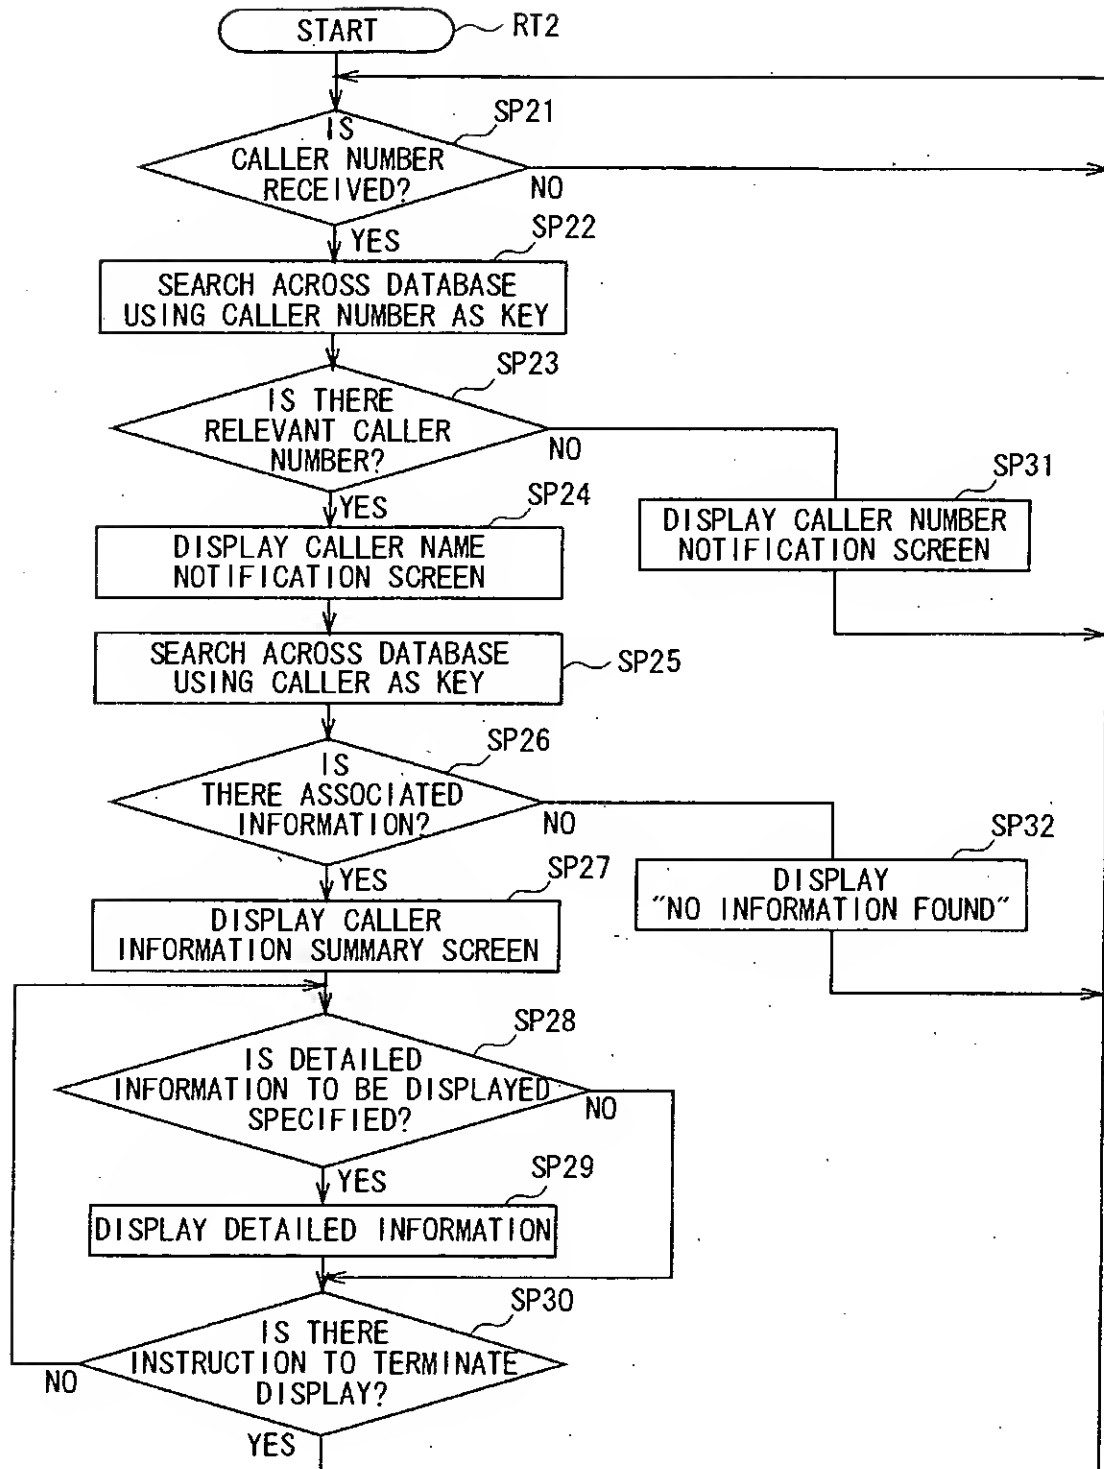 START
RT2
SP21
IS
CALLER NUMBER
RECEIVED?
NO
YES
SP22
SEARCH ACROSS DATABASE
USING CALLER NUMBER AS KEY
SP23
IS THERE
RELEVANT CALLER
NUMBER?
NO
YES
SP24
DISPLAY CALLER NAME
NOTIFICATION SCREEN
SP31
DISPLAY CALLER NUMBER
NOTIFICATION SCREEN
SEARCH ACROSS DATABASE
USING CALLER AS KEY
SP25
SP26
IS
THERE ASSOCIATED
INFORMATION?
NO
YES
SP27
DISPLAY CALLER
INFORMATION SUMMARY SCREEN
SP32
DISPLAY
"NO INFORMATION FOUND"
SP28
IS DETAILED
INFORMATION TO BE DISPLAYED
SPECIFIED?
NO
YES
SP29
DISPLAY DETAILED INFORMATION
SP30
IS THERE
INSTRUCTION TO TERMINATE
DISPLAY?
NO
YES